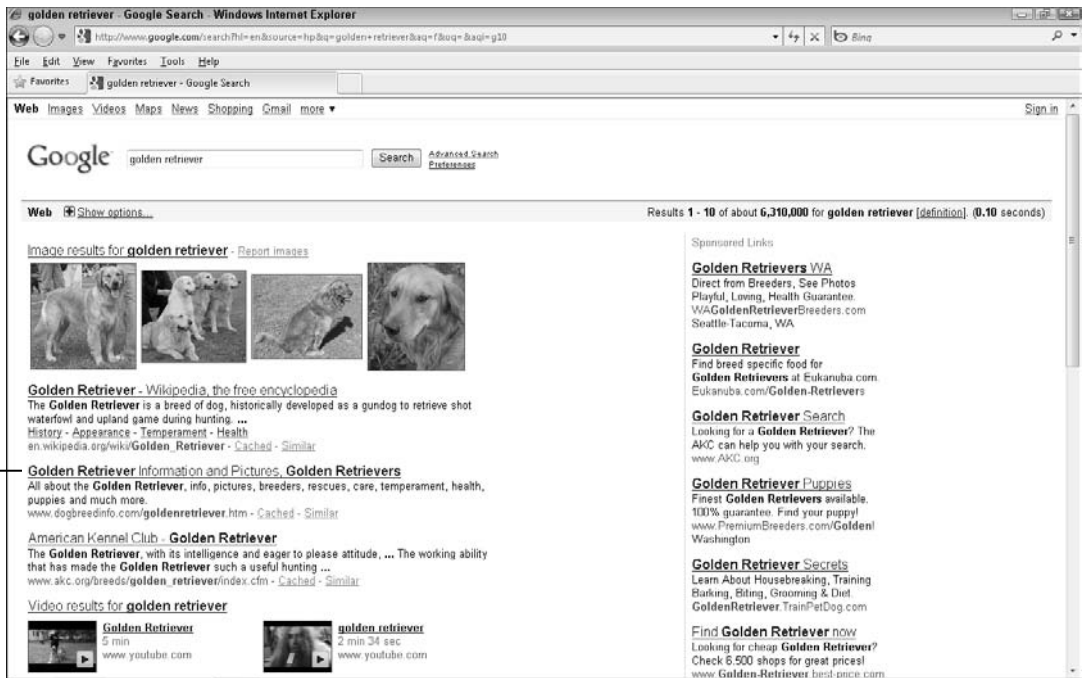 golden retriever - Google Search - Windows Internet Explorer
http://www.google.com/search?hl=en&source=hp&q=golden+retriever&aq=f&oq=&aqi=g10
Bing
File Edit View Favorites Tools Help
Favorites golden retriever - Google Search
Web Images Videos Maps News Shopping Gmail more ▼ Sign in
Google golden retriever Search Advanced Search
Preferences
Web Show options... Results 1 - 10 of about 6,310,000 for golden retriever [definition]. (0.10 seconds)
Image results for golden retriever - Report images
Golden Retriever - Wikipedia, the free encyclopedia
The Golden Retriever is a breed of dog, historically developed as a gundog to retrieve shot
waterfowl and upland game during hunting. ...
History - Appearance - Temperament - Health
en.wikipedia.org/wiki/Golden_Retriever - Cached - Similar
Golden Retriever Information and Pictures, Golden Retrievers
All about the Golden Retriever, info, pictures, breeders, rescues, care, temperament, health,
puppies and much more.
www.dogbreedinfo.com/goldenretriever.htm - Cached - Similar
American Kennel Club - Golden Retriever
The Golden Retriever, with its intelligence and eager to please attitude, ... The working ability
that has made the Golden Retriever such a useful hunting ...
www.akc.org/breeds/golden_retriever/index.cfm - Cached - Similar
Video results for golden retriever
Golden Retriever
5 min
www.youtube.com
golden retriever
2 min 34 sec
www.youtube.com
Sponsored Links
Golden Retrievers WA
Direct from Breeders, See Photos
Playful, Loving, Health Guarantee.
WAGoldenRetrieverBreeders.com
Seattle-Tacoma, WA
Golden Retriever
Find breed specific food for
Golden Retrievers at Eukanuba.com.
Eukanuba.com/Golden-Retrievers
Golden Retriever Search
Looking for a Golden Retriever? The
AKC can help you with your search.
www.AKC.org
Golden Retriever Puppies
Finest Golden Retrievers available.
100% guarantee. Find your puppy!
www.PremiumBreeders.com/Golden!
Washington
Golden Retriever Secrets
Learn About Housebreaking, Training
Barking, Biting, Grooming & Diet.
GoldenRetriever.TrainPetDog.com
Find Golden Retriever now
Looking for cheap Golden Retriever?
Check 6.500 shops for great prices!
www.Golden-Retriever.best-price.com